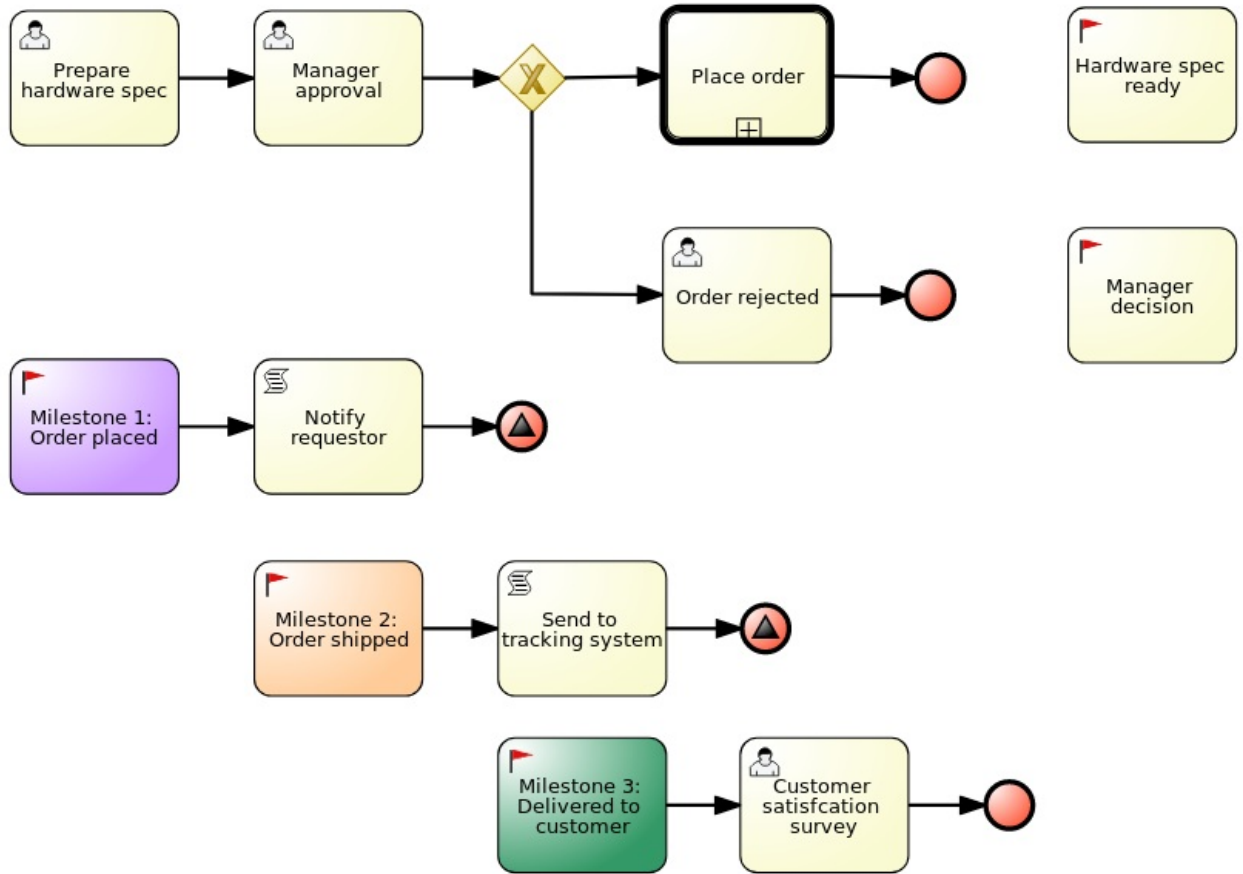 Prepare
hardware spec
Manager
approval
Place order
Hardware spec
ready
Order rejected
Manager
decision
Milestone 1:
Order placed
Notify
requestor
Milestone 2:
Order shipped
Send to
tracking system
Milestone 3:
Delivered to
customer
Customer
satisfcation
survey